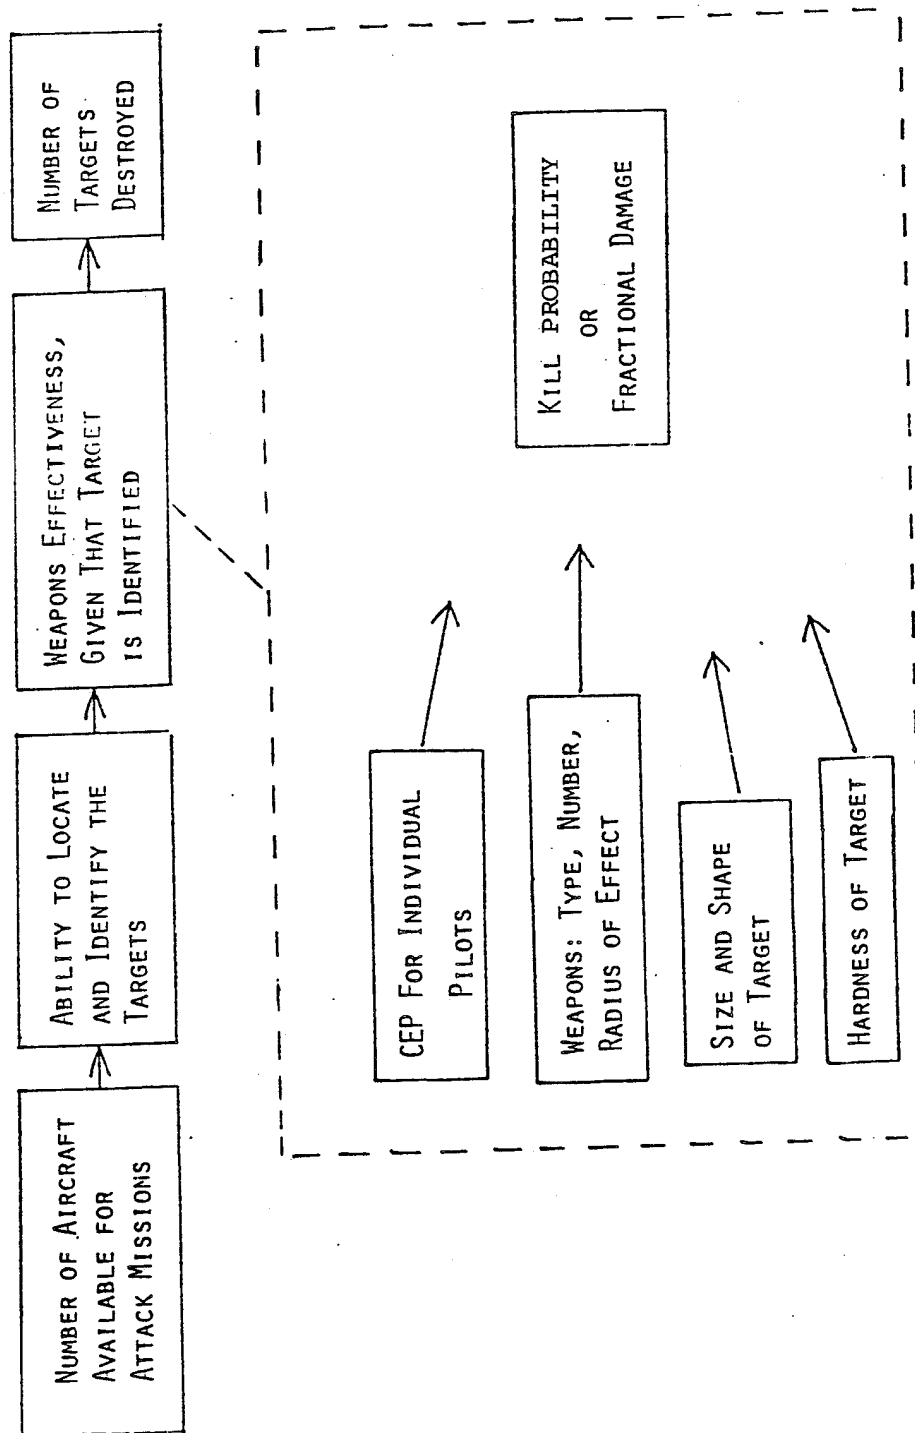 NUMBER OF AIRCRAFT
AVAILABLE FOR
ATTACK MISSIONS
ABILITY TO LOCATE
AND IDENTIFY THE
TARGETS
WEAPONS EFFECTIVENESS,
GIVEN THAT TARGET
IS IDENTIFIED
NUMBER OF
TARGETS
DESTROYED
CEP FOR INDIVIDUAL
PILOTS
WEAPONS: TYPE, NUMBER,
RADIUS OF EFFECT
SIZE AND SHAPE
OF TARGET
HARDNESS OF TARGET
KILL PROBABILITY
OR
FRACTIONAL DAMAGE